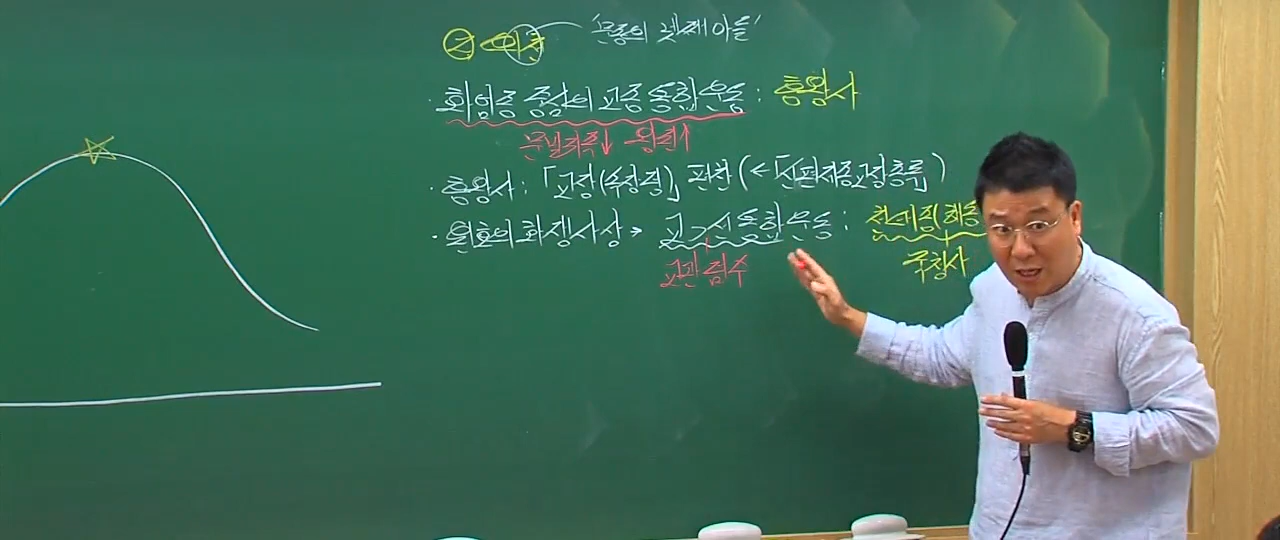 ② 의천 '문종의 넷째 아들'
· 화엄종 중심의 교종 통합 운동 : 흥왕사
문벌귀족↓ 왕권↑
· 흥왕사 : 「교장(속장경)」 편찬 (←「신편제종교장총록」)
· 원효의 화쟁사상 → 교>선 통합 운동 : 천태종(해동
교관겸수 국청사